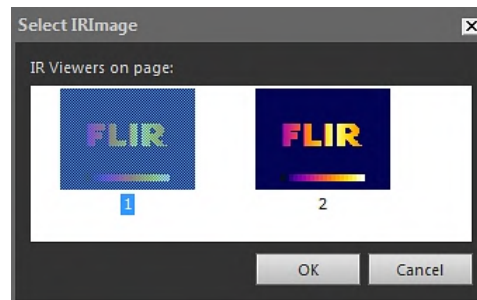 Select IRImage
IR Viewers on page:
FLIR FLIR
1 2
OK Cancel